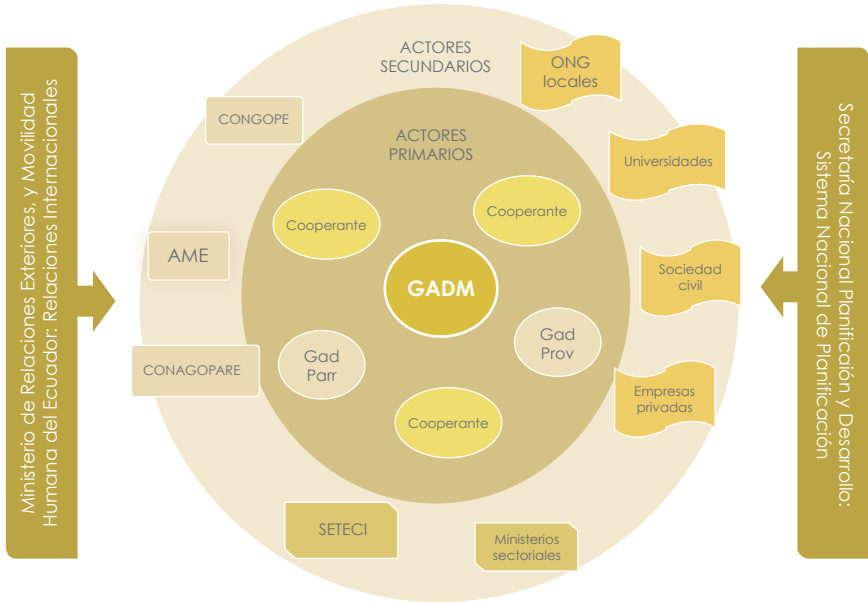 Ministerio de Relaciones Exteriores, y Movilidad
Humana del Ecuador: Relaciones Internacionales
ACTORES
SECUNDARIOS
ONG
locales
CONGOPE
ACTORES
PRIMARIOS
Universidades
Cooperante
Cooperante
AME
GADM
Sociedad
civil
CONAGOPARE
Gad
Parr
Gad
Prov
Empresas
privadas
Cooperante
SETECI
Ministerios
sectoriales
Secretaría Nacional Planificaión y Desarrollo:
Sistema Nacional de Planificación